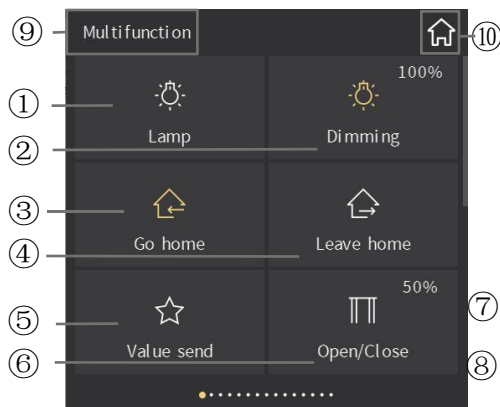 ⑨ Multifunction ⑩
① 100%
Lamp Dimming
②
③
Go home Leave home
④
⑤ 50% ⑦
Value send Open/Close
⑥ ⑧